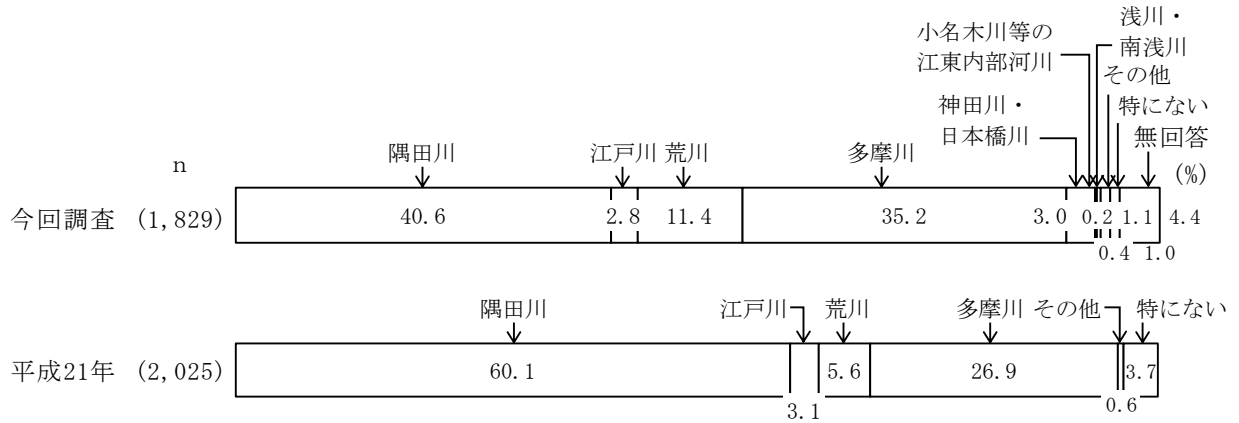 浅川・
南浅川
小名木川等の
江東内部河川
その他
神田川・
日本橋川
特にない
無回答
(%)
n
隅田川 江戸川 荒川 多摩川
今回調査 (1,829) 40.6 2.8 11.4 35.2 3.0 0.2 1.1 4.4
0.4 1.0
隅田川 江戸川 荒川 多摩川 その他 特にない
平成21年 (2,025) 60.1 5.6 26.9 3.7
3.1 0.6